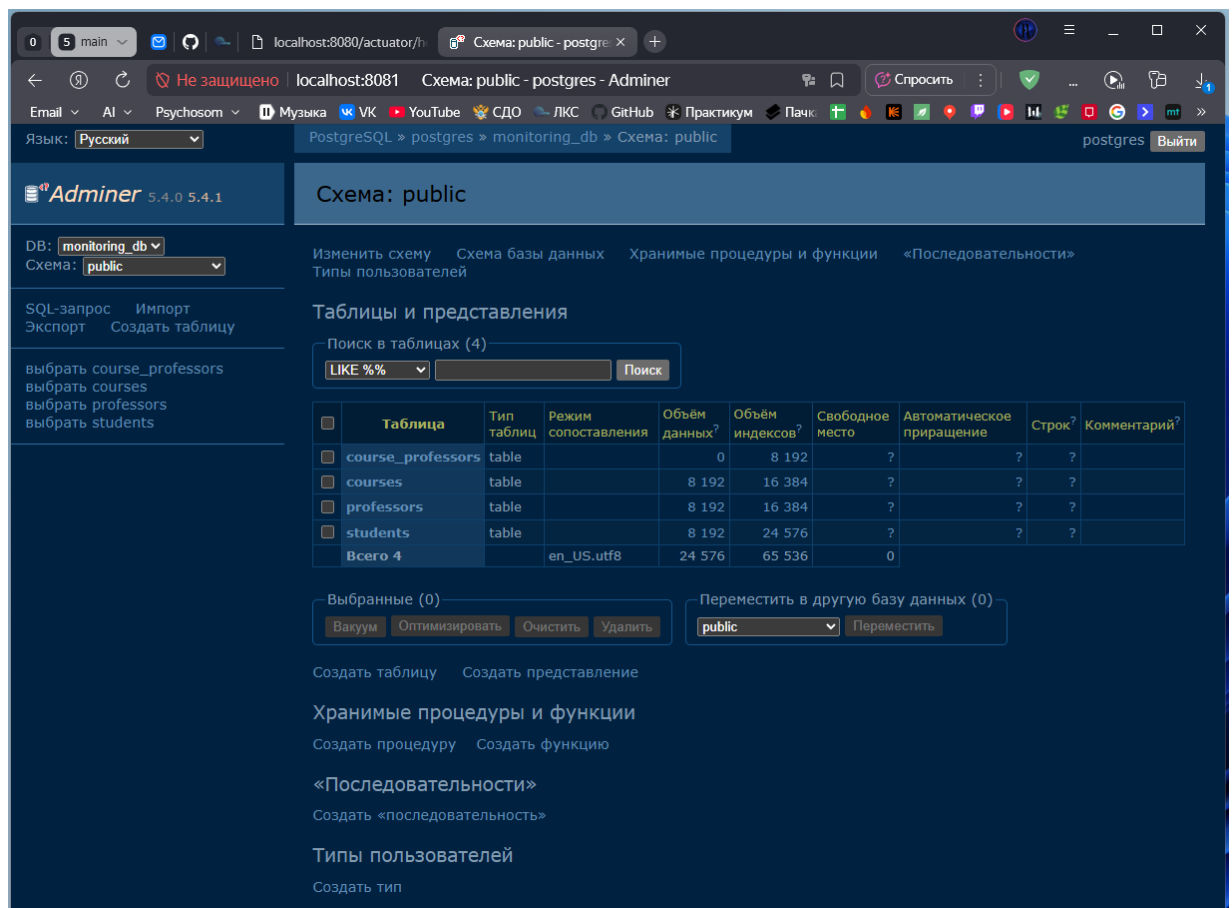 0 5 main localhost:8080/actuator/h Схема: public - postgre
Не защищено localhost:8081 Схема: public - postgres - Adminer Спросить
Email AI Psychosom Музыка VK YouTube СДО ЛКС GitHub Практикум Пачка mt »
Язык: Русский PostgreSQL » postgres » monitoring_db » Схема: public postgres Выйти
Adminer 5.4.0 5.4.1
Схема: public
DB: monitoring_db
Схема: public
Изменить схему Схема базы данных Хранимые процедуры и функции «Последовательности»
Типы пользователей
SQL-запрос Импорт
Экспорт Создать таблицу
выбрать course_professors
выбрать courses
выбрать professors
выбрать students
Таблицы и представления
Поиск в таблицах (4)
LIKE %% Поиск
Таблица Тип таблиц Режим сопоставления Объём данных? Объём индексов? Свободное место Автоматическое приращение Строк? Комментарий?
course_professors table 0 8 192 ? ? ?
courses table 8 192 16 384 ? ? ?
professors table 8 192 16 384 ? ? ?
students table 8 192 24 576 ? ? ?
Всего 4 en_US.utf8 24 576 65 536 0
Выбранные (0)
Вакуум Оптимизировать Очистить Удалить
Переместить в другую базу данных (0)
public Переместить
Создать таблицу Создать представление
Хранимые процедуры и функции
Создать процедуру Создать функцию
«Последовательности»
Создать «последовательность»
Типы пользователей
Создать тип